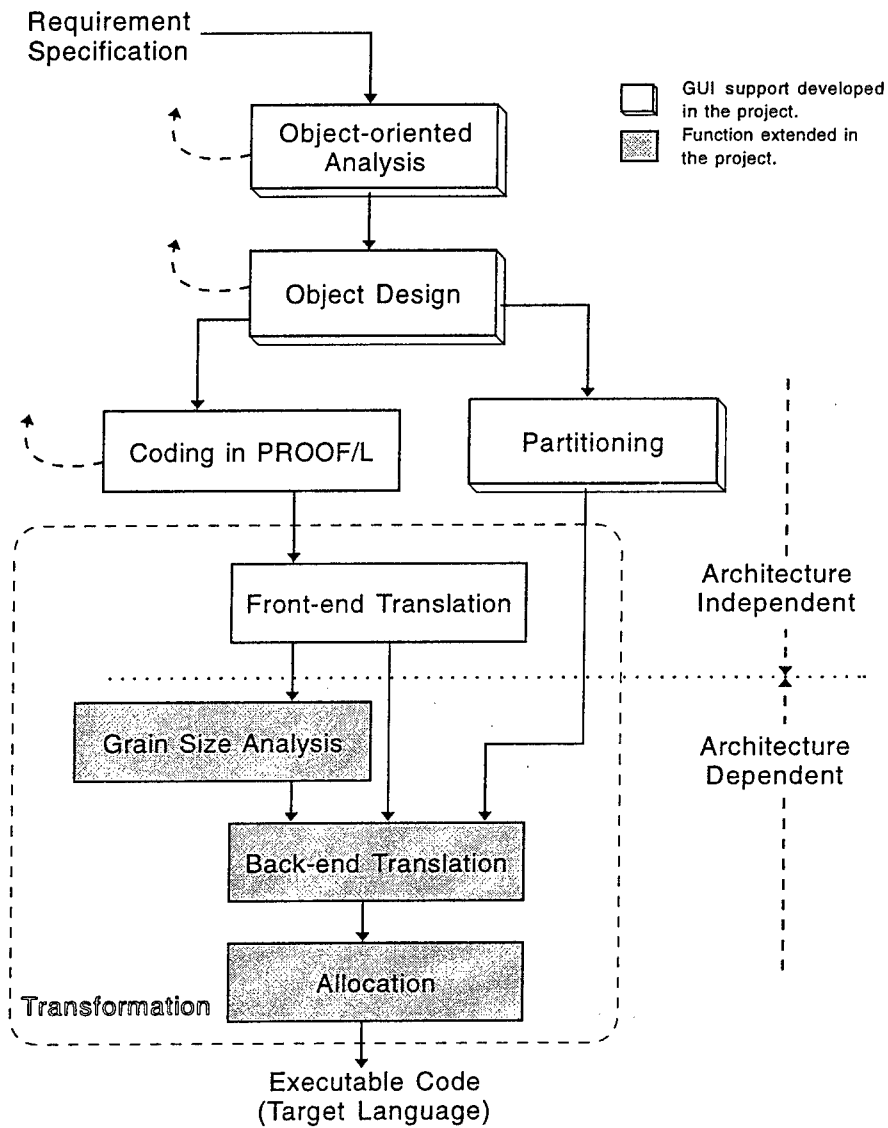 Requirement
Specification
GUI support developed
in the project.
Function extended in
the project.
Object-oriented
Analysis
Object Design
Coding in PROOF/L
Partitioning
Front-end Translation
Architecture
Independent
Grain Size Analysis
Architecture
Dependent
Back-end Translation
Allocation
Transformation
Executable Code
(Target Language)